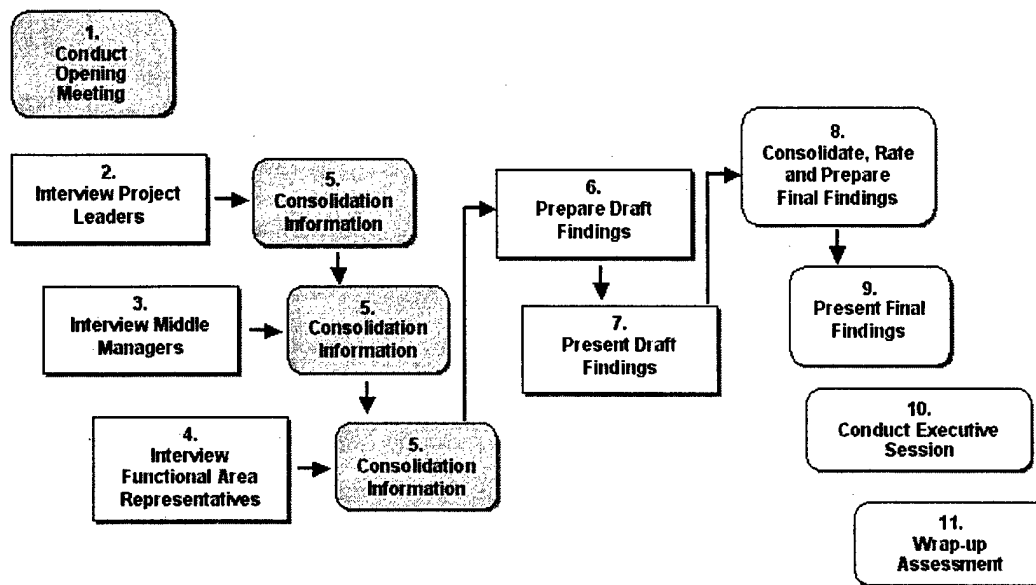 1.
Conduct
Opening
Meeting
2.
Interview Project
Leaders
5.
Consolidation
Information
3.
Interview Middle
Managers
5.
Consolidation
Information
4.
Interview
Functional Area
Representatives
5.
Consolidation
Information
6.
Prepare Draft
Findings
7.
Present Draft
Findings
8.
Consolidate, Rate
and Prepare
Final Findings
9.
Present Final
Findings
10.
Conduct Executive
Session
11.
Wrap-up
Assessment